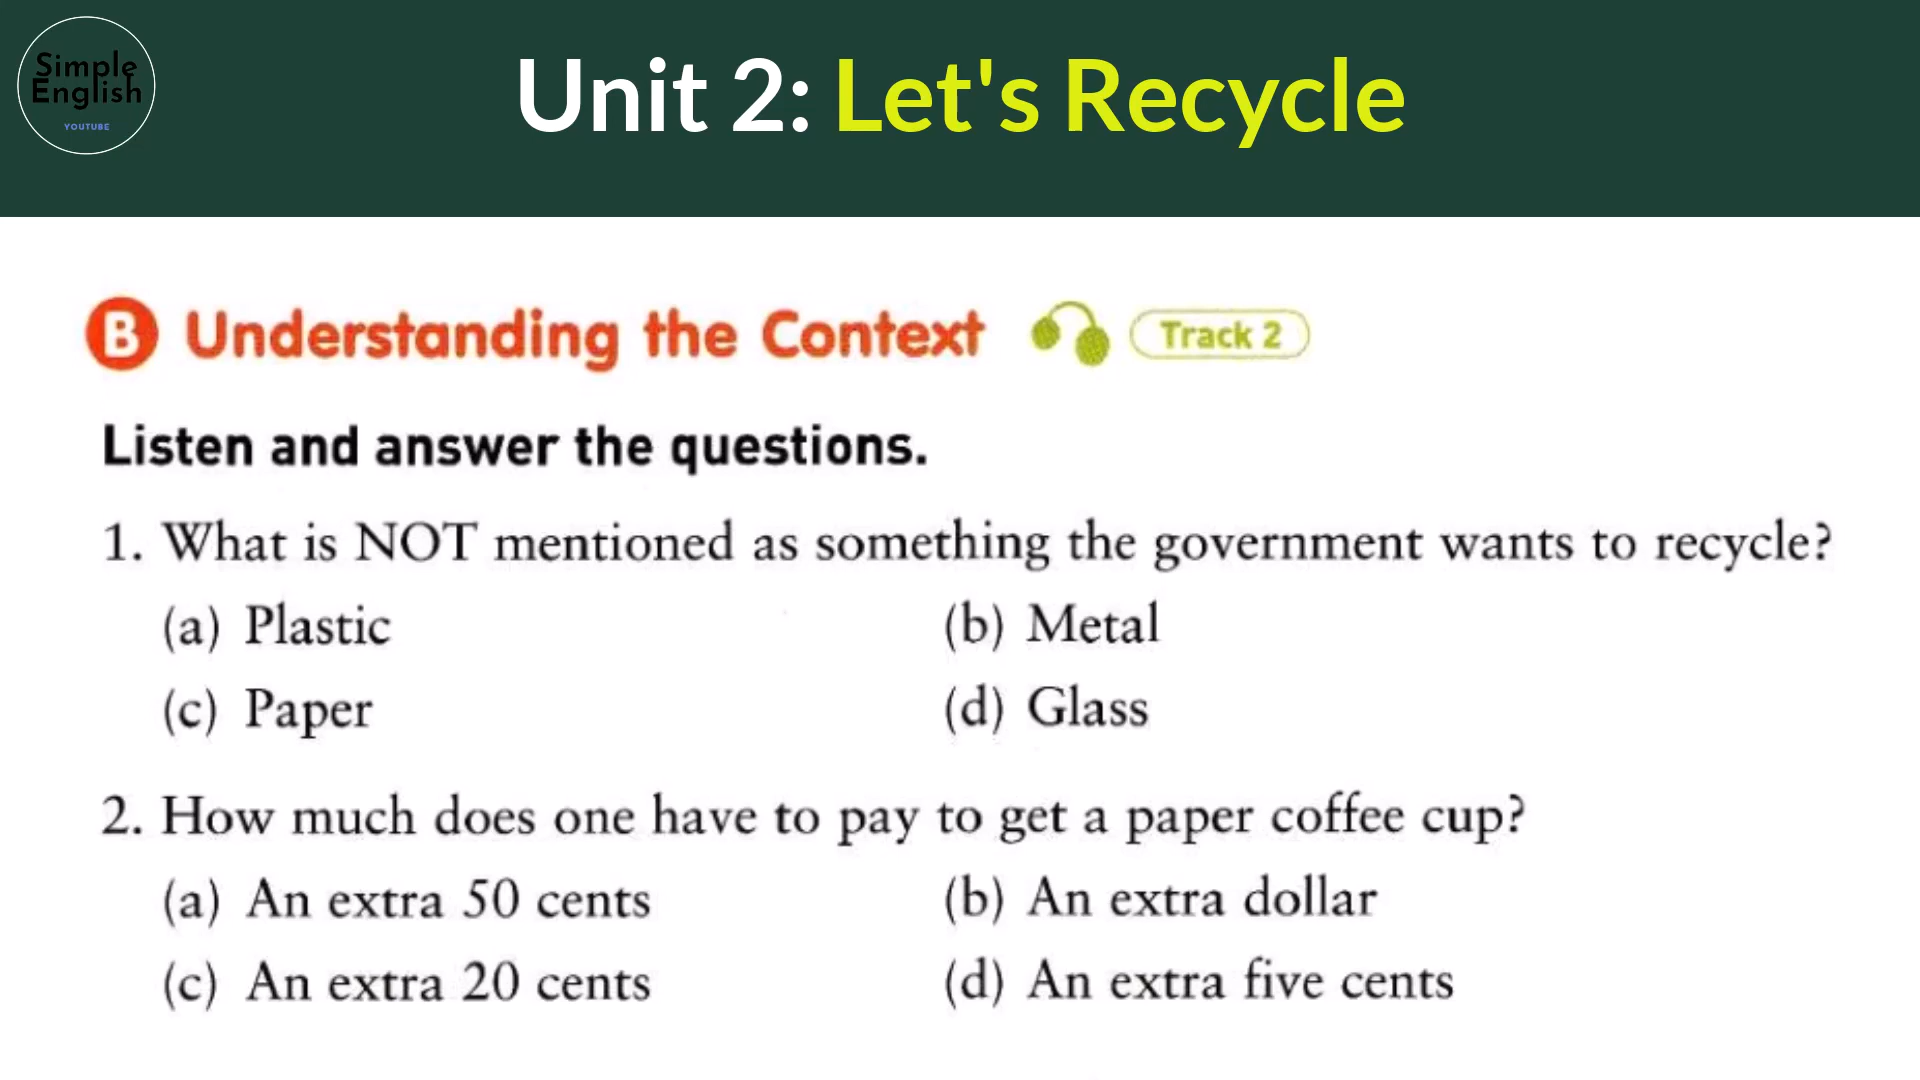 Simple
English
YOUTUBE
Unit 2: Let's Recycle
B Understanding the Context Track 2
Listen and answer the questions.
1. What is NOT mentioned as something the government wants to recycle?
(a) Plastic (b) Metal
(c) Paper (d) Glass
2. How much does one have to pay to get a paper coffee cup?
(a) An extra 50 cents (b) An extra dollar
(c) An extra 20 cents (d) An extra five cents